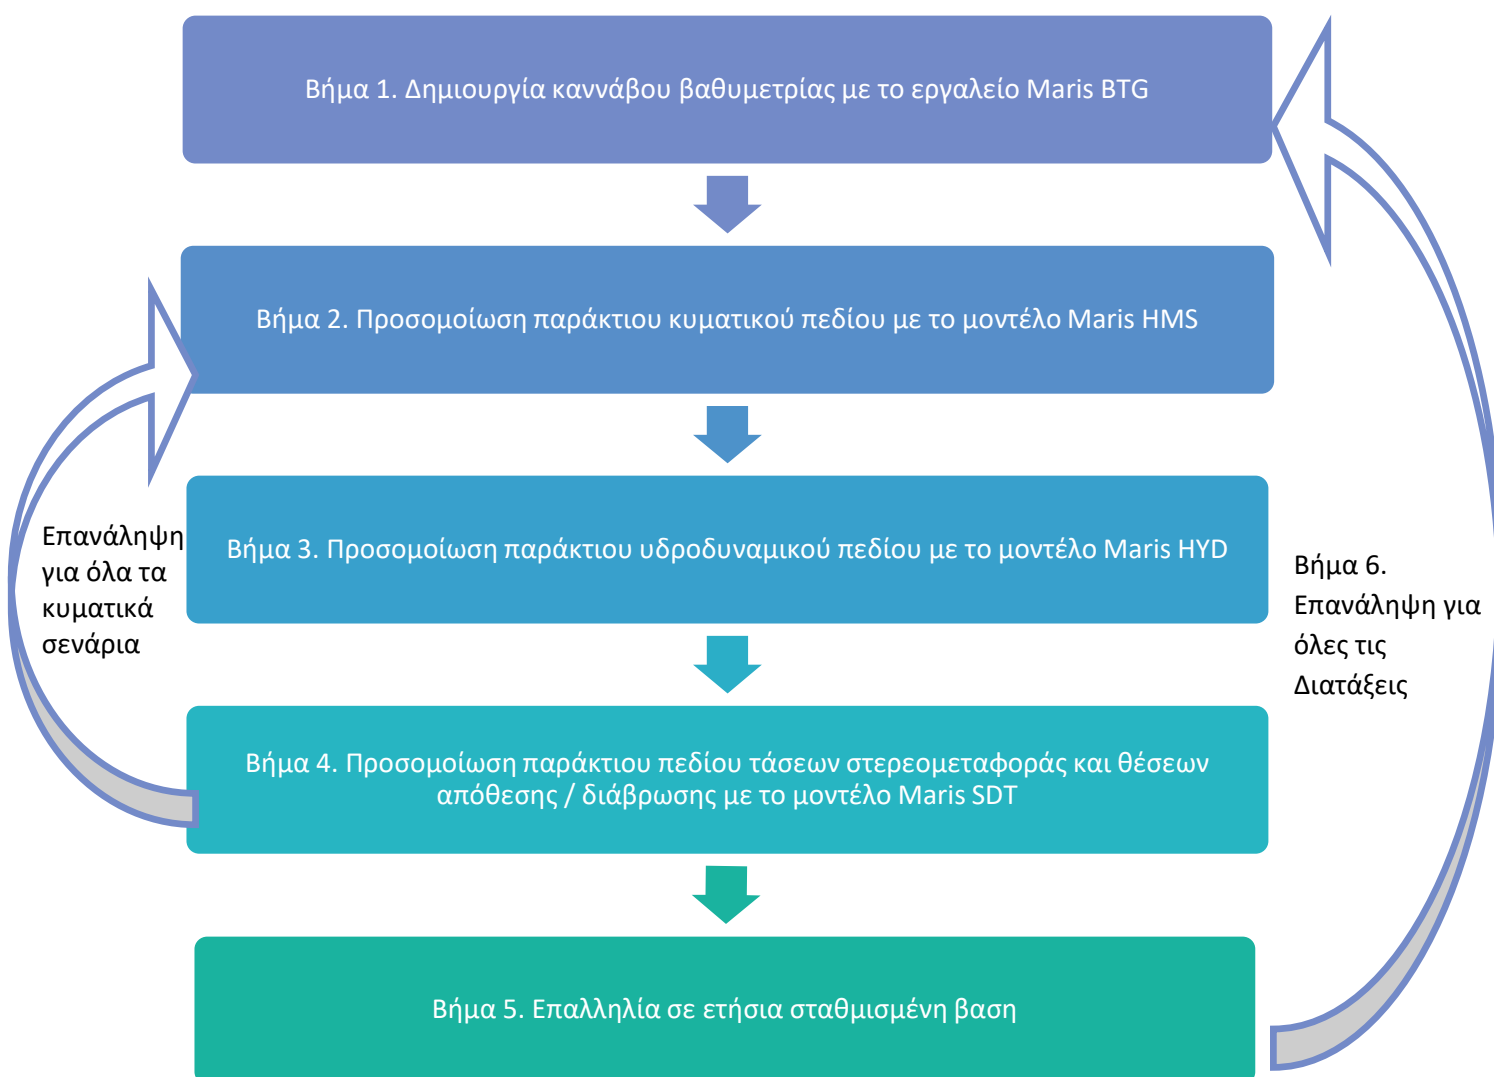 Βήμα 1. Δημιουργία καννάβου βαθυμετρίας με το εργαλείο Maris BTG
Βήμα 2. Προσομοίωση παράκτιου κυματικού πεδίου με το μοντέλο Maris HMS
Βήμα 3. Προσομοίωση παράκτιου υδροδυναμικού πεδίου με το μοντέλο Maris HYD
Βήμα 4. Προσομοίωση παράκτιου πεδίου τάσεων στερεομεταφοράς και θέσεων
απόθεσης / διάβρωσης με το μοντέλο Maris SDT
Βήμα 5. Επαλληλία σε ετήσια σταθμισμένη βαση
Επανάληψη
για όλα τα
κυματικά
σενάρια
Βήμα 6.
Επανάληψη για
όλες τις
Διατάξεις